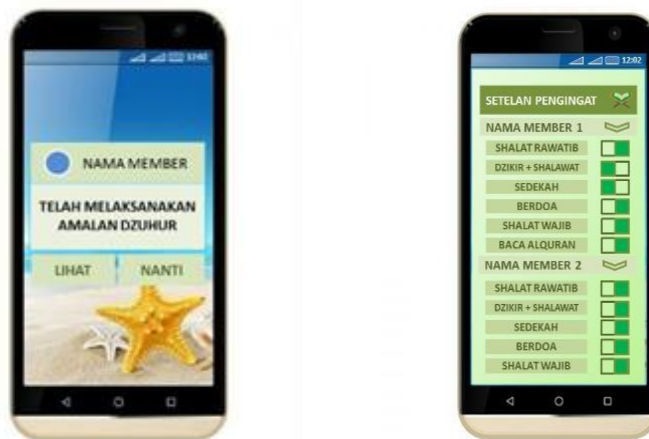 12:02
NAMA MEMBER
TELAH MELAKSANAKAN
AMALAN DZUHUR
LIHAT
NANTI
12:02
SETELAN PENGINGAT
NAMA MEMBER 1
SHALAT RAWATIB
DZIKIR + SHALAWAT
SEDEKAH
BERDOA
SHALAT WAJIB
BACA ALQURAN
NAMA MEMBER 2
SHALAT RAWATIB
DZIKIR + SHALAWAT
SEDEKAH
BERDOA
SHALAT WAJIB